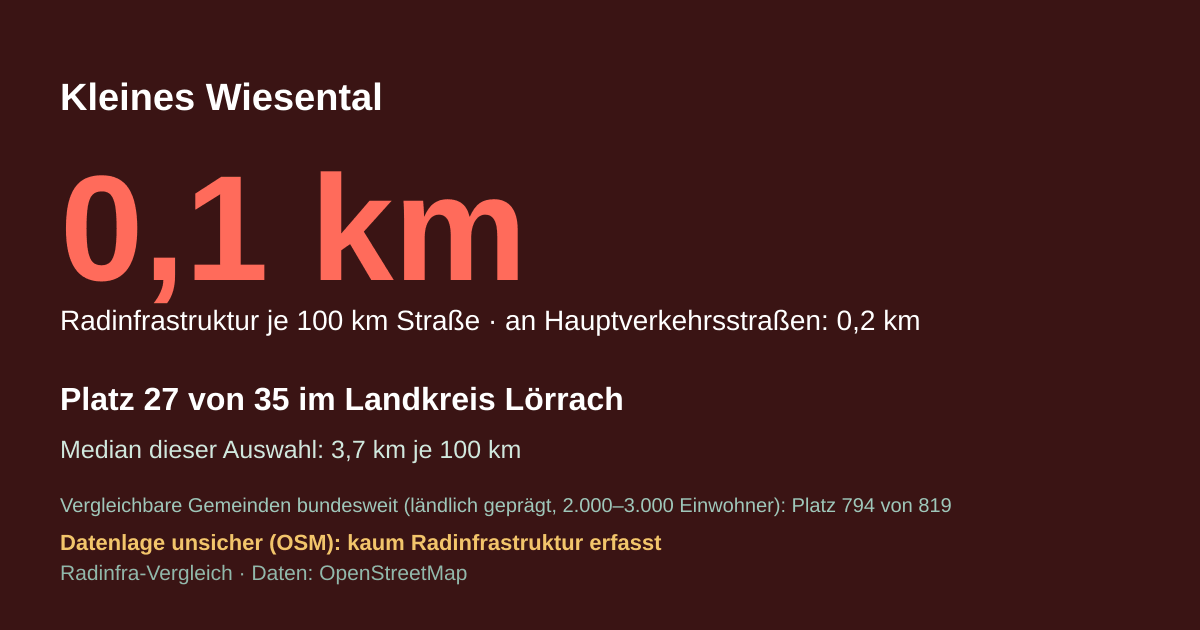 Kleines Wiesental
0,1 km
Radinfrastruktur je 100 km Straße · an Hauptverkehrsstraßen: 0,2 km
Platz 27 von 35 im Landkreis Lörrach
Median dieser Auswahl: 3,7 km je 100 km
Vergleichbare Gemeinden bundesweit (ländlich geprägt, 2.000–3.000 Einwohner): Platz 794 von 819
Datenlage unsicher (OSM): kaum Radinfrastruktur erfasst
Radinfra-Vergleich · Daten: OpenStreetMap